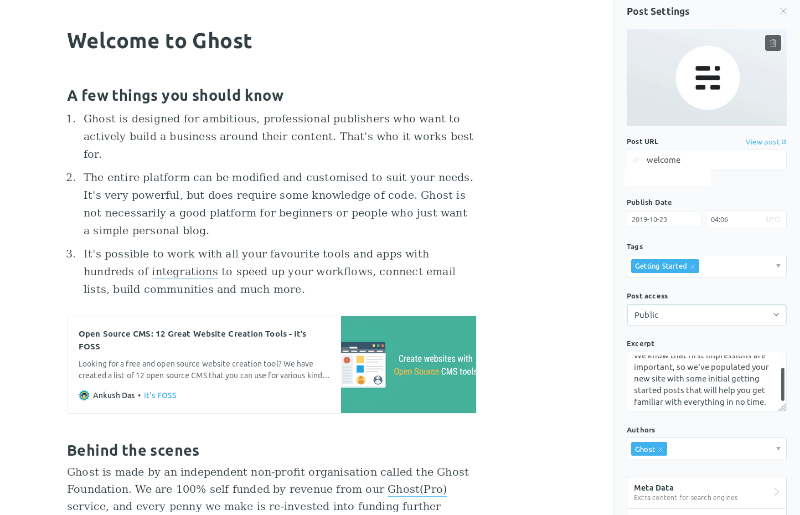 Welcome to Ghost
A few things you should know
1. Ghost is designed for ambitious, professional publishers who want to
actively build a business around their content. That's who it works best
for.
2. The entire platform can be modified and customised to suit your needs.
It's very powerful, but does require some knowledge of code. Ghost is
not necessarily a good platform for beginners or people who just want
a simple personal blog.
3. It's possible to work with all your favourite tools and apps with
hundreds of integrations to speed up your workflows, connect email
lists, build communities and much more.
Open Source CMS: 12 Great Website Creation Tools - It's
FOSS
Looking for a free and open source website creation tool? We have
created a list of 12 open source CMS that you can use for various kind...
Ankush Das • It's FOSS
Create websites with
Open Source CMS tools
Behind the scenes
Ghost is made by an independent non-profit organisation called the Ghost
Foundation. We are 100% self funded by revenue from our Ghost(Pro)
service, and every penny we make is re-invested into funding further
Post Settings
Post URL
View post
welcome
Publish Date
2019-10-23
04:06 UTC
Tags
Getting Started
Post access
Public
Excerpt
We know that first impressions are
important, so we've populated your
new site with some initial getting
started posts that will help you get
familiar with everything in no time.
Authors
Ghost
Meta Data
Extra content for search engines